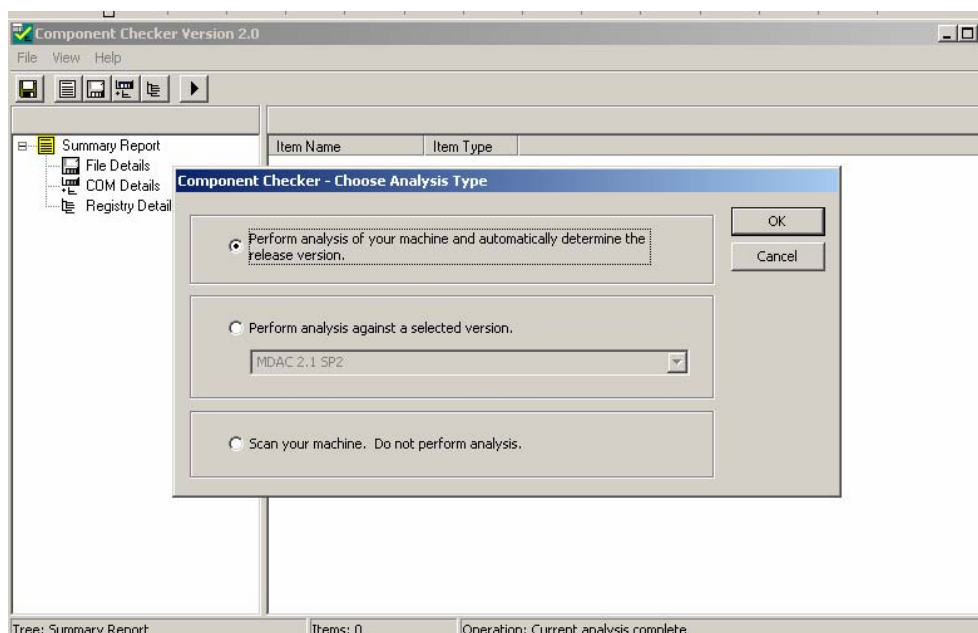 Component Checker Version 2.0
File View Help
Summary Report
File Details
COM Details
Registry Detail
Item Name Item Type
Component Checker - Choose Analysis Type
Perform analysis of your machine and automatically determine the
release version.
OK
Cancel
Perform analysis against a selected version.
MDAC 2.1 SP2
Scan your machine. Do not perform analysis.
Tree: Summary Report Items: 0 Operation: Current analysis complete